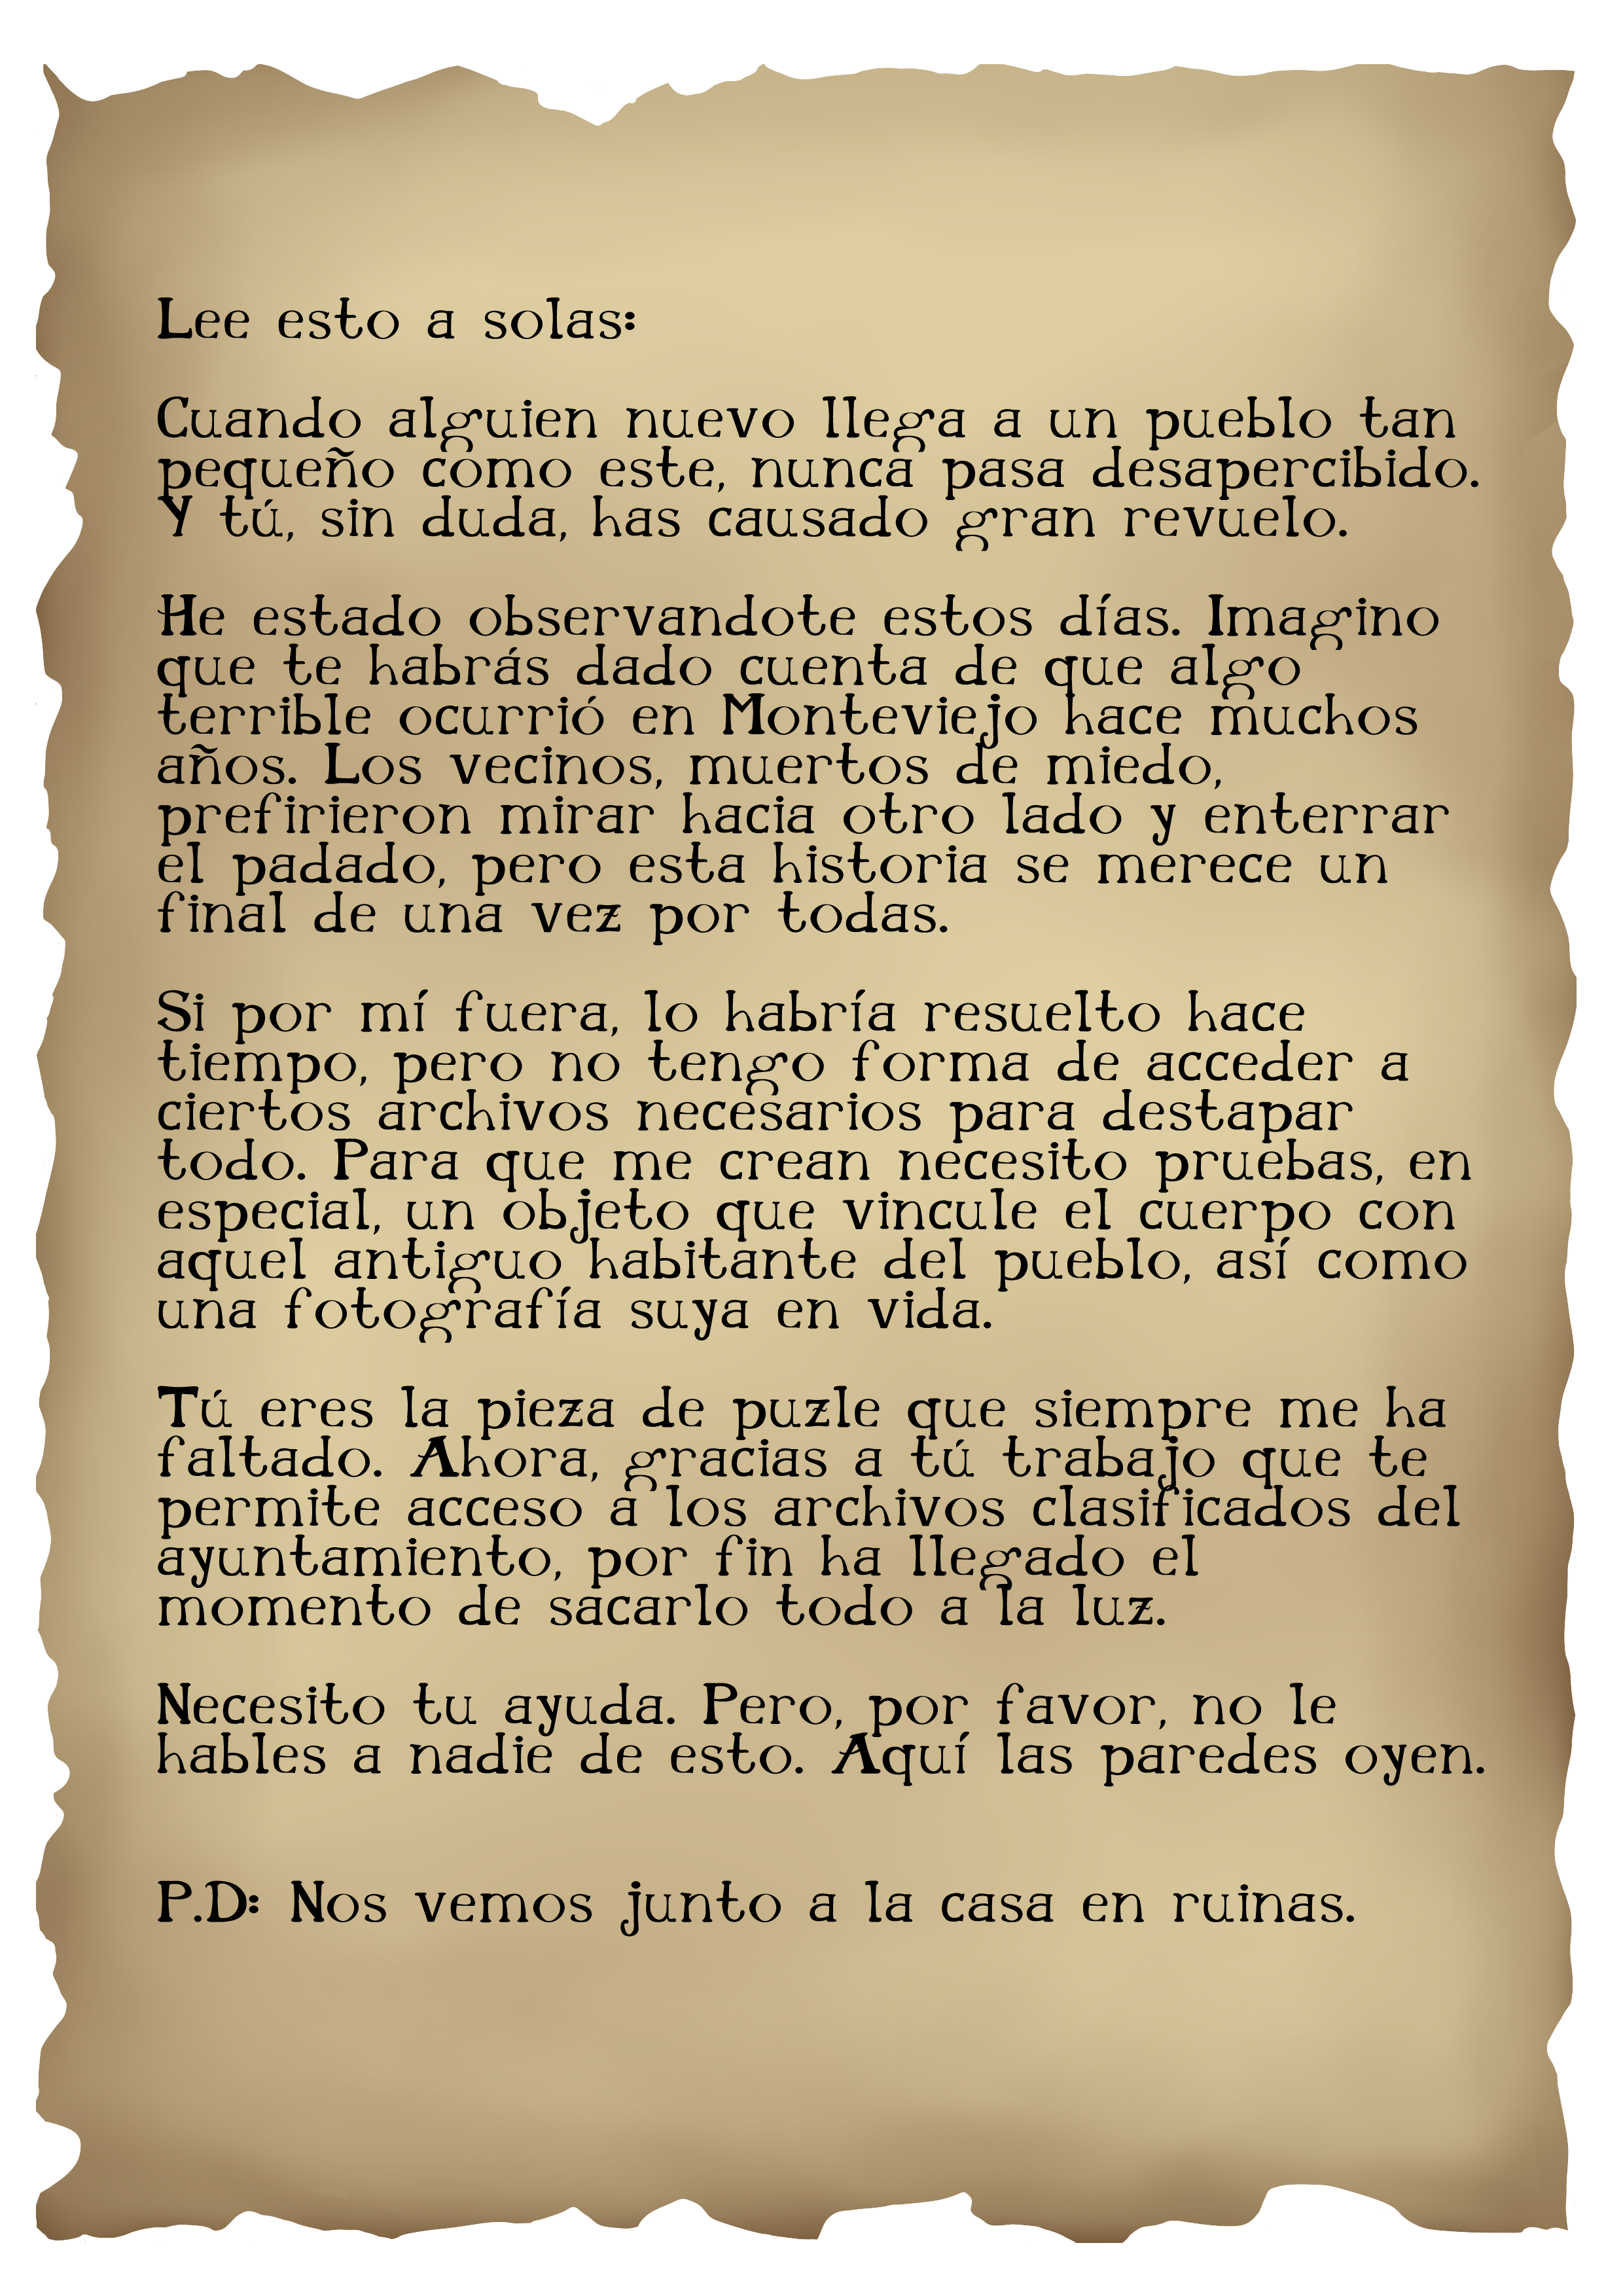 Lee esto a solas:
Cuando alguien nuevo llega a un pueblo tan
pequeño como este, nunca pasa desapercibido.
Y tú, sin duda, has causado gran revuelo.
He estado observandote estos días. Imagino
que te habrás dado cuenta de que algo
terrible ocurrió en Monteviejo hace muchos
años. Los vecinos, muertos de miedo,
prefirieron mirar hacia otro lado y enterrar
el padado, pero esta historia se merece un
final de una vez por todas.
Si por mí fuera, lo habría resuelto hace
tiempo, pero no tengo forma de acceder a
ciertos archivos necesarios para destapar
todo. Para que me crean necesito pruebas, en
especial, un objeto que vincule el cuerpo con
aquel antiguo habitante del pueblo, así como
una fotografía suya en vida.
Tú eres la pieza de puzle que siempre me ha
faltado. Ahora, gracias a tú trabajo que te
permite acceso a los archivos clasificados del
ayuntamiento, por fin ha llegado el
momento de sacarlo todo a la luz.
Necesito tu ayuda. Pero, por favor, no le
hables a nadie de esto. Aquí las paredes oyen.
P.D: Nos vemos junto a la casa en ruinas.